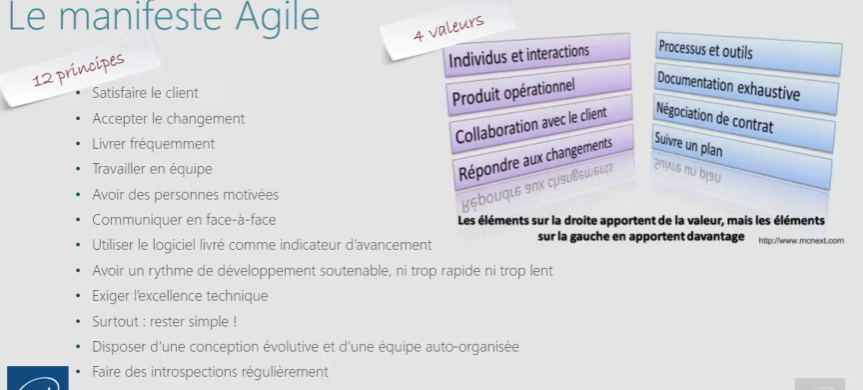 Le manifeste Agile
12 principes
• Satisfaire le client
• Accepter le changement
• Livrer fréquemment
• Travailler en équipe
• Avoir des personnes motivées
• Communiquer en face-à-face
• Utiliser le logiciel livré comme indicateur d'avancement
• Avoir un rythme de développement soutenable, ni trop rapide ni trop lent
• Exiger l'excellence technique
• Surtout : rester simple !
• Disposer d'une conception évolutive et d'une équipe auto-organisée
• Faire des introspections régulièrement
4 valeurs
Individus et interactions
Processus et outils
Produit opérationnel
Documentation exhaustive
Collaboration avec le client
Négociation de contrat
Répondre aux changements
Suivre un plan
Les éléments sur la droite apportent de la valeur, mais les éléments
sur la gauche en apportent davantage
http://www.mcnext.com